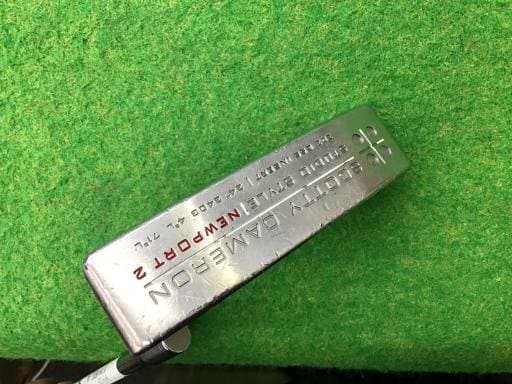 SCOTTY CAMERON
STUDIO STYLE | NEWPORT 2
303 GSS INSERT | 34" 340G 4°L 71°L